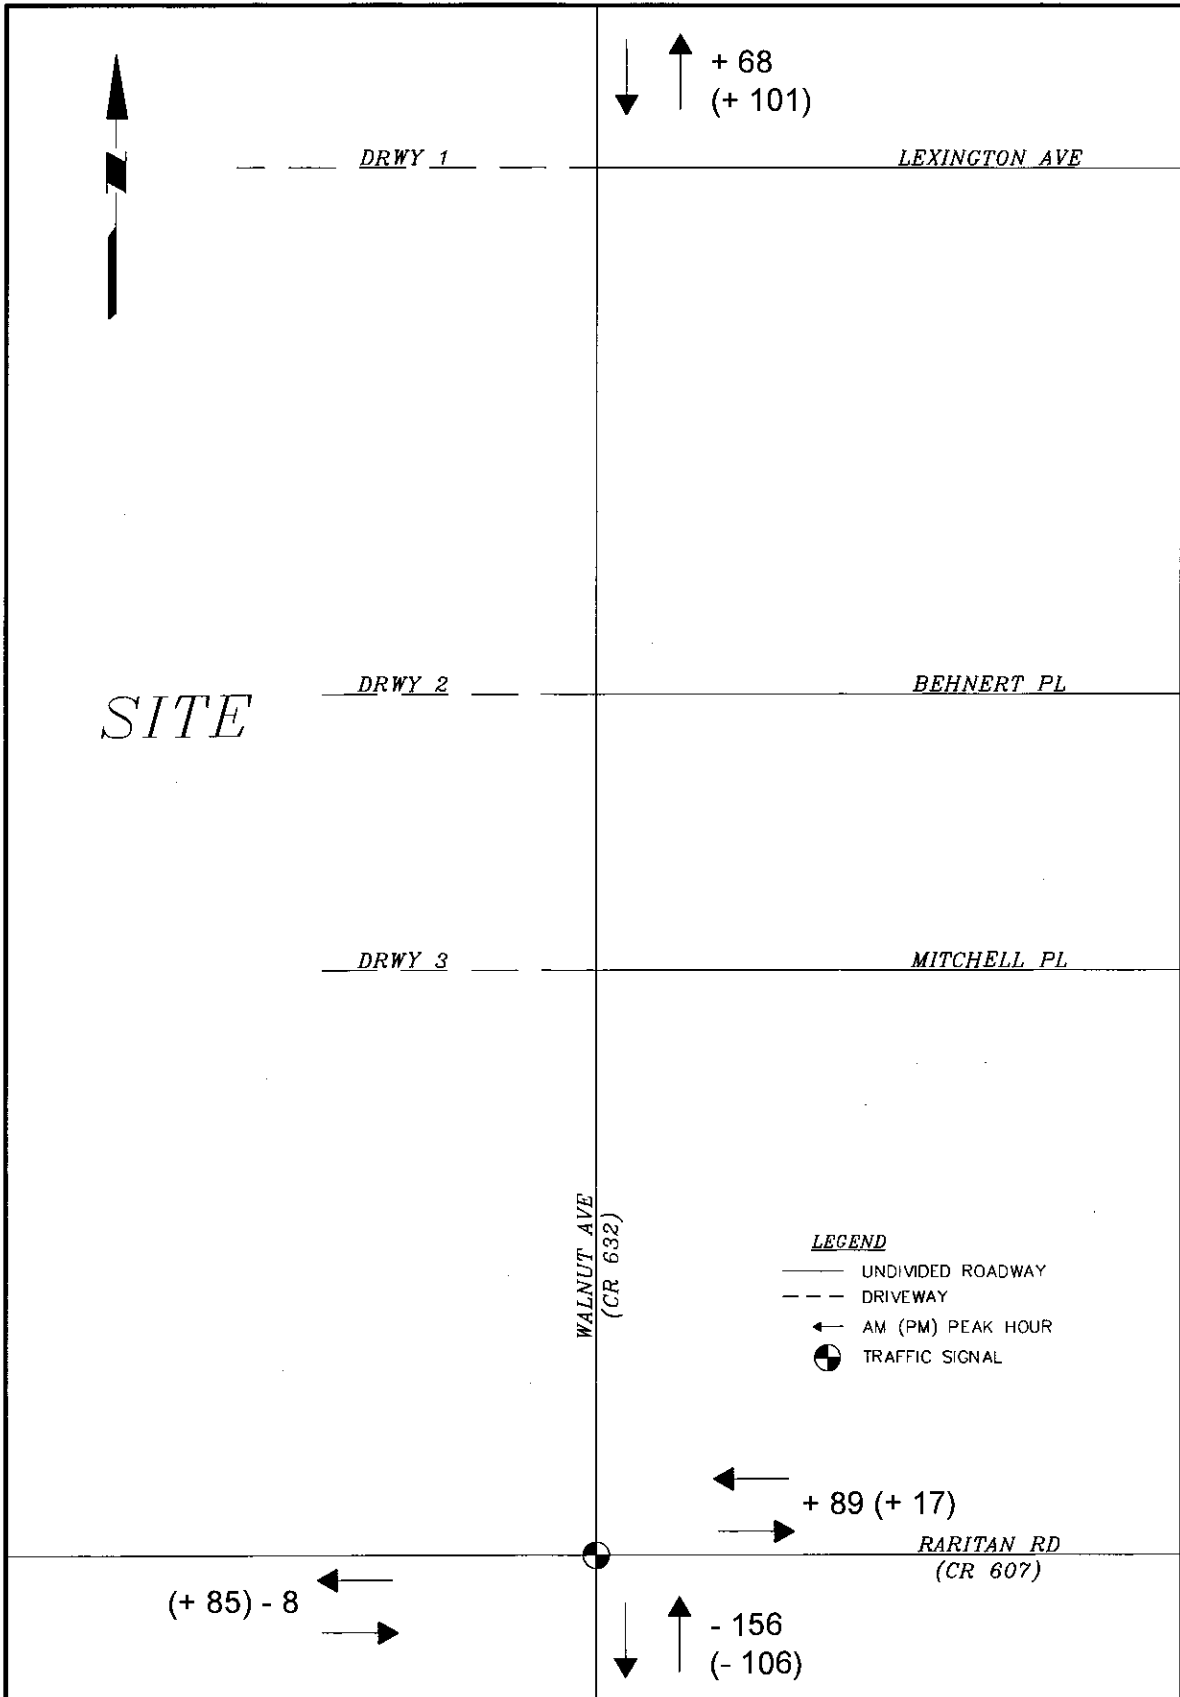 + 68
(+ 101)
DRWY 1
LEXINGTON AVE
N
SITE
DRWY 2
BEHNERT PL
DRWY 3
MITCHELL PL
WALNUT AVE
(CR 632)
LEGEND
UNDIVIDED ROADWAY
DRIVEWAY
AM (PM) PEAK HOUR
TRAFFIC SIGNAL
+ 89 (+ 17)
RARITAN RD
(CR 607)
(+ 85) - 8
- 156
(- 106)